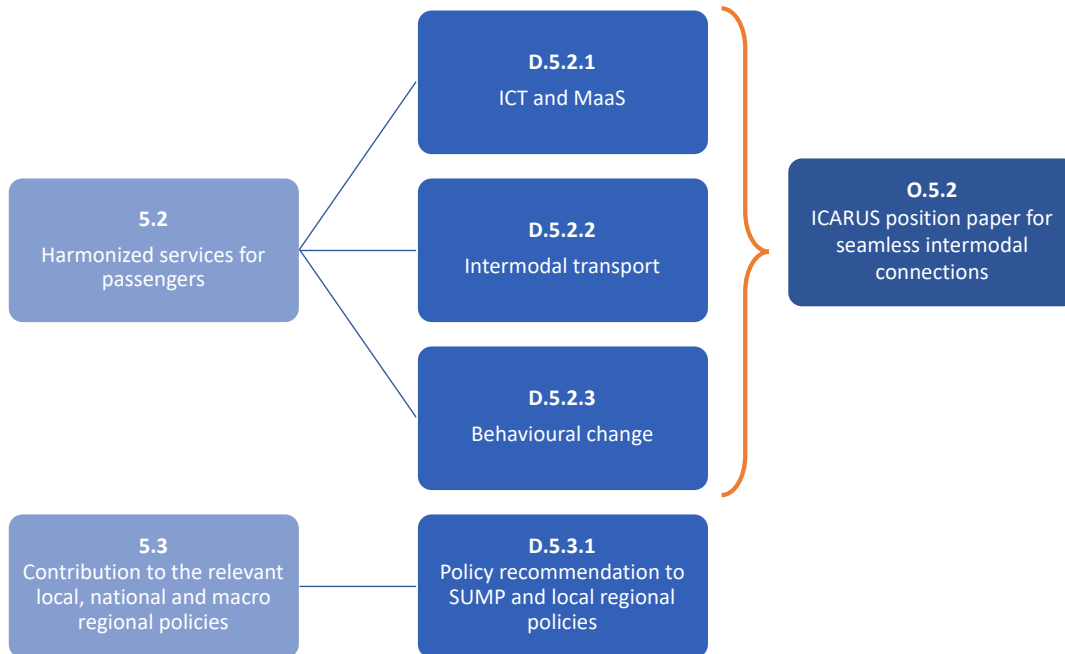 5.2
Harmonized services for
passengers
D.5.2.1
ICT and MaaS
D.5.2.2
Intermodal transport
D.5.2.3
Behavioural change
O.5.2
ICARUS position paper for
seamless intermodal
connections
5.3
Contribution to the relevant
local, national and macro
regional policies
D.5.3.1
Policy recommendation to
SUMP and local regional
policies